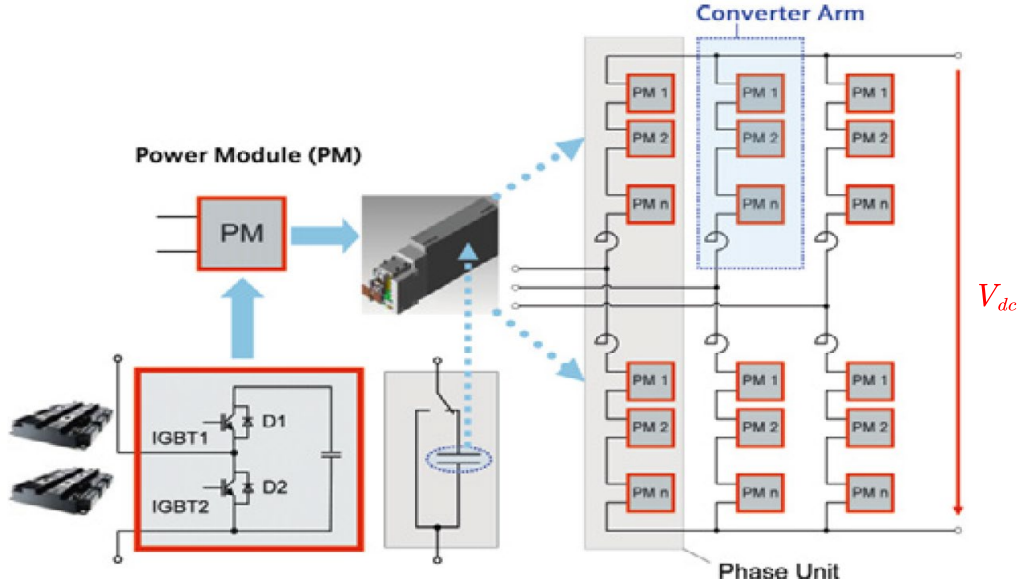 Converter Arm
PM 1
PM 1
PM 1
PM 2
PM 2
PM 2
Power Module (PM)
PM n
PM n
PM n
PM
V_dc
PM 1
PM 1
PM 1
D1
IGBT1
PM 2
PM 2
PM 2
D2
IGBT2
PM n
PM n
PM n
Phase Unit